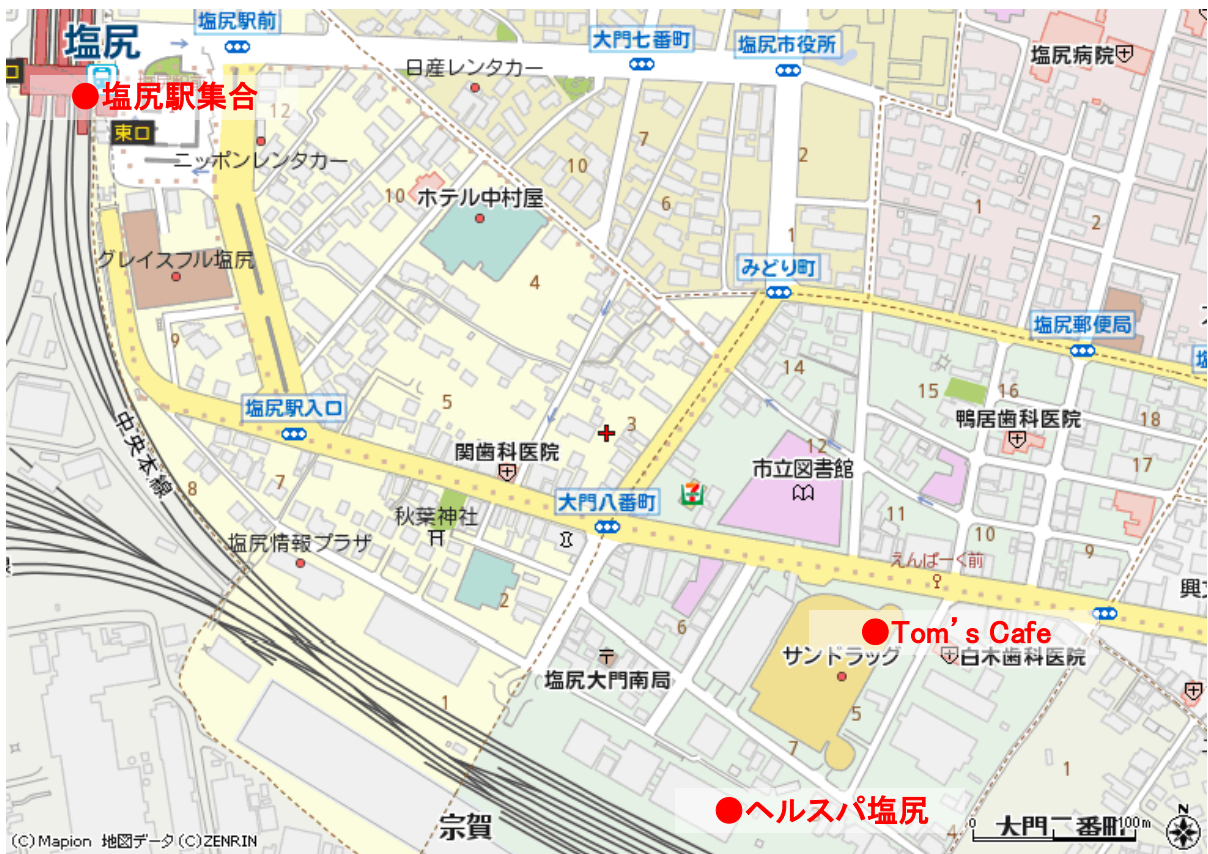 塩尻駅前
塩尻
大門七番町
塩尻市役所
塩尻病院
日産レンタカー
●塩尻駅集合
12
東口
ニッポンレンタカー
7
10
2
10
ホテル中村屋
6
1
2
1
グレイスフル塩尻
4
みどり町
塩尻郵便局
9
14
15
16
塩尻駅入口
5
3
鴨居歯科医院
18
中央本線
関歯科医院
12
市立図書館
17
8
7
大門八番町
7
秋葉神社
11
10
9
塩尻情報プラザ
えんぱーく前
2
興
6
●Tom's Cafe
サンドラッグ
白木歯科医院
塩尻大門南局
1
5
7
1
●ヘルスパ塩尻
4
宗賀
0
大門二番町
100m
N
(C)Mapion 地図データ(C)ZENRIN